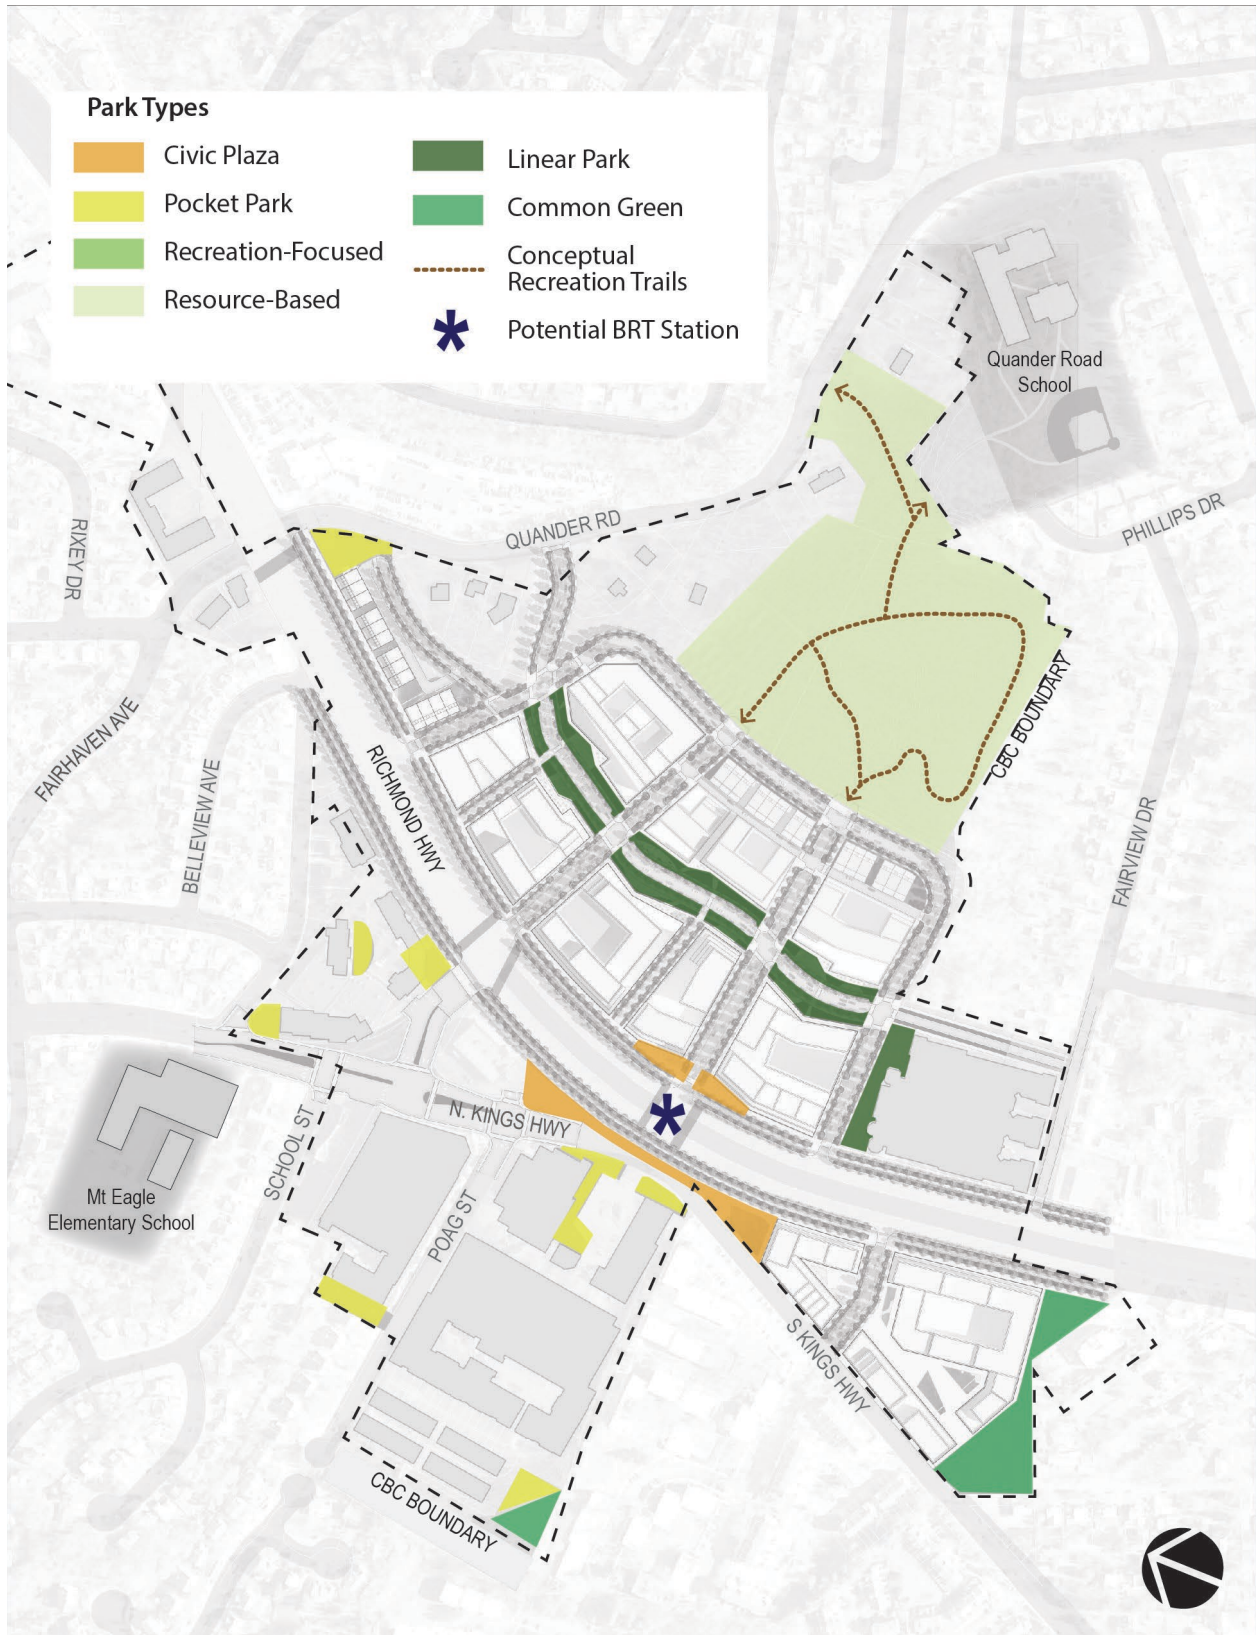 Park Types
Civic Plaza
Pocket Park
Recreation-Focused
Resource-Based
Linear Park
Common Green
Conceptual
Recreation Trails
Potential BRT Station
Quander Road
School
PHILLIPS DR
QUANDER RD
RIXEY DR
CBC BOUNDARY
FAIRHAVEN AVE
BELLEVIEW AVE
RICHMOND HWY
FAIRVIEW DR
N. KINGS HWY
SCHOOL ST
Mt Eagle
Elementary School
POAG ST
S KINGS HWY
CBC BOUNDARY